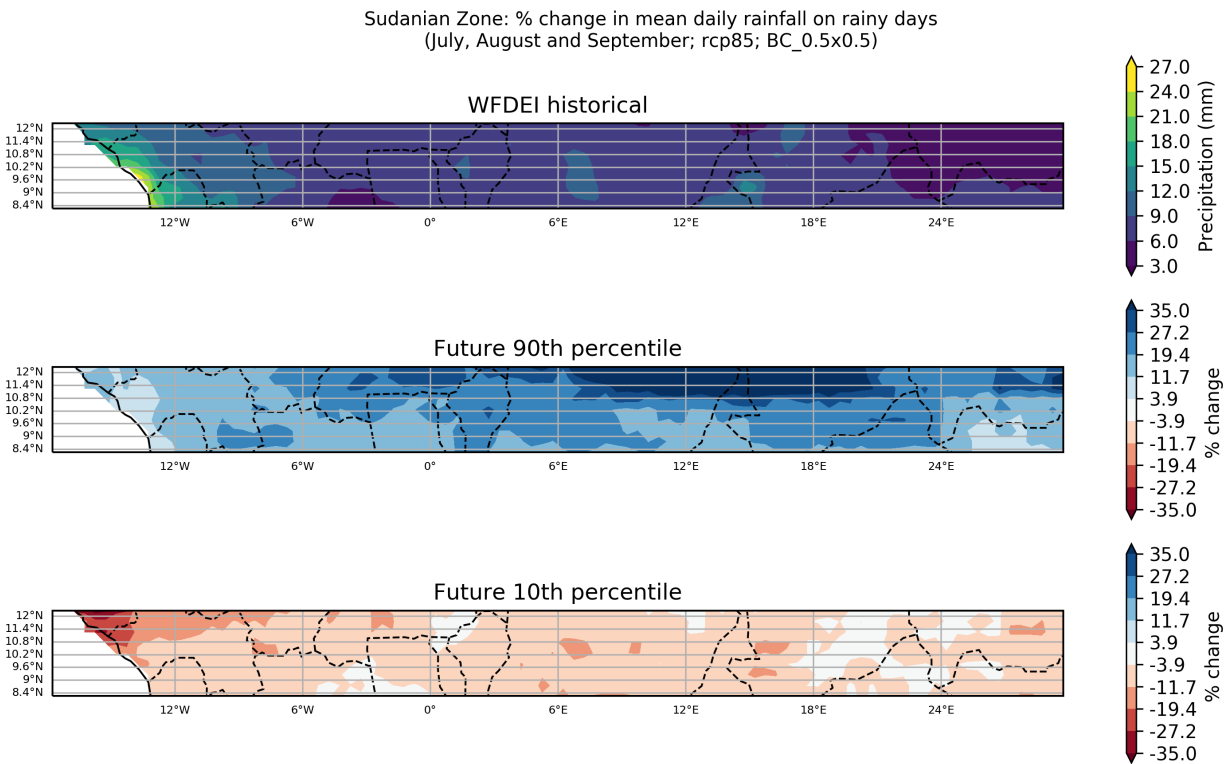 Sudanian Zone: % change in mean daily rainfall on rainy days
(July, August and September; rcp85; BC_0.5x0.5)
WFDEI historical
12°N
11.4°N
10.8°N
10.2°N
9.6°N
9°N
8.4°N
12°W 6°W 0° 6°E 12°E 18°E 24°E
27.0
24.0
21.0
18.0
15.0
12.0
9.0
6.0
3.0
Precipitation (mm)
Future 90th percentile
12°N
11.4°N
10.8°N
10.2°N
9.6°N
9°N
8.4°N
12°W 6°W 0° 6°E 12°E 18°E 24°E
35.0
27.2
19.4
11.7
3.9
-3.9
-11.7
-19.4
-27.2
-35.0
% change
Future 10th percentile
12°N
11.4°N
10.8°N
10.2°N
9.6°N
9°N
8.4°N
12°W 6°W 0° 6°E 12°E 18°E 24°E
35.0
27.2
19.4
11.7
3.9
-3.9
-11.7
-19.4
-27.2
-35.0
% change